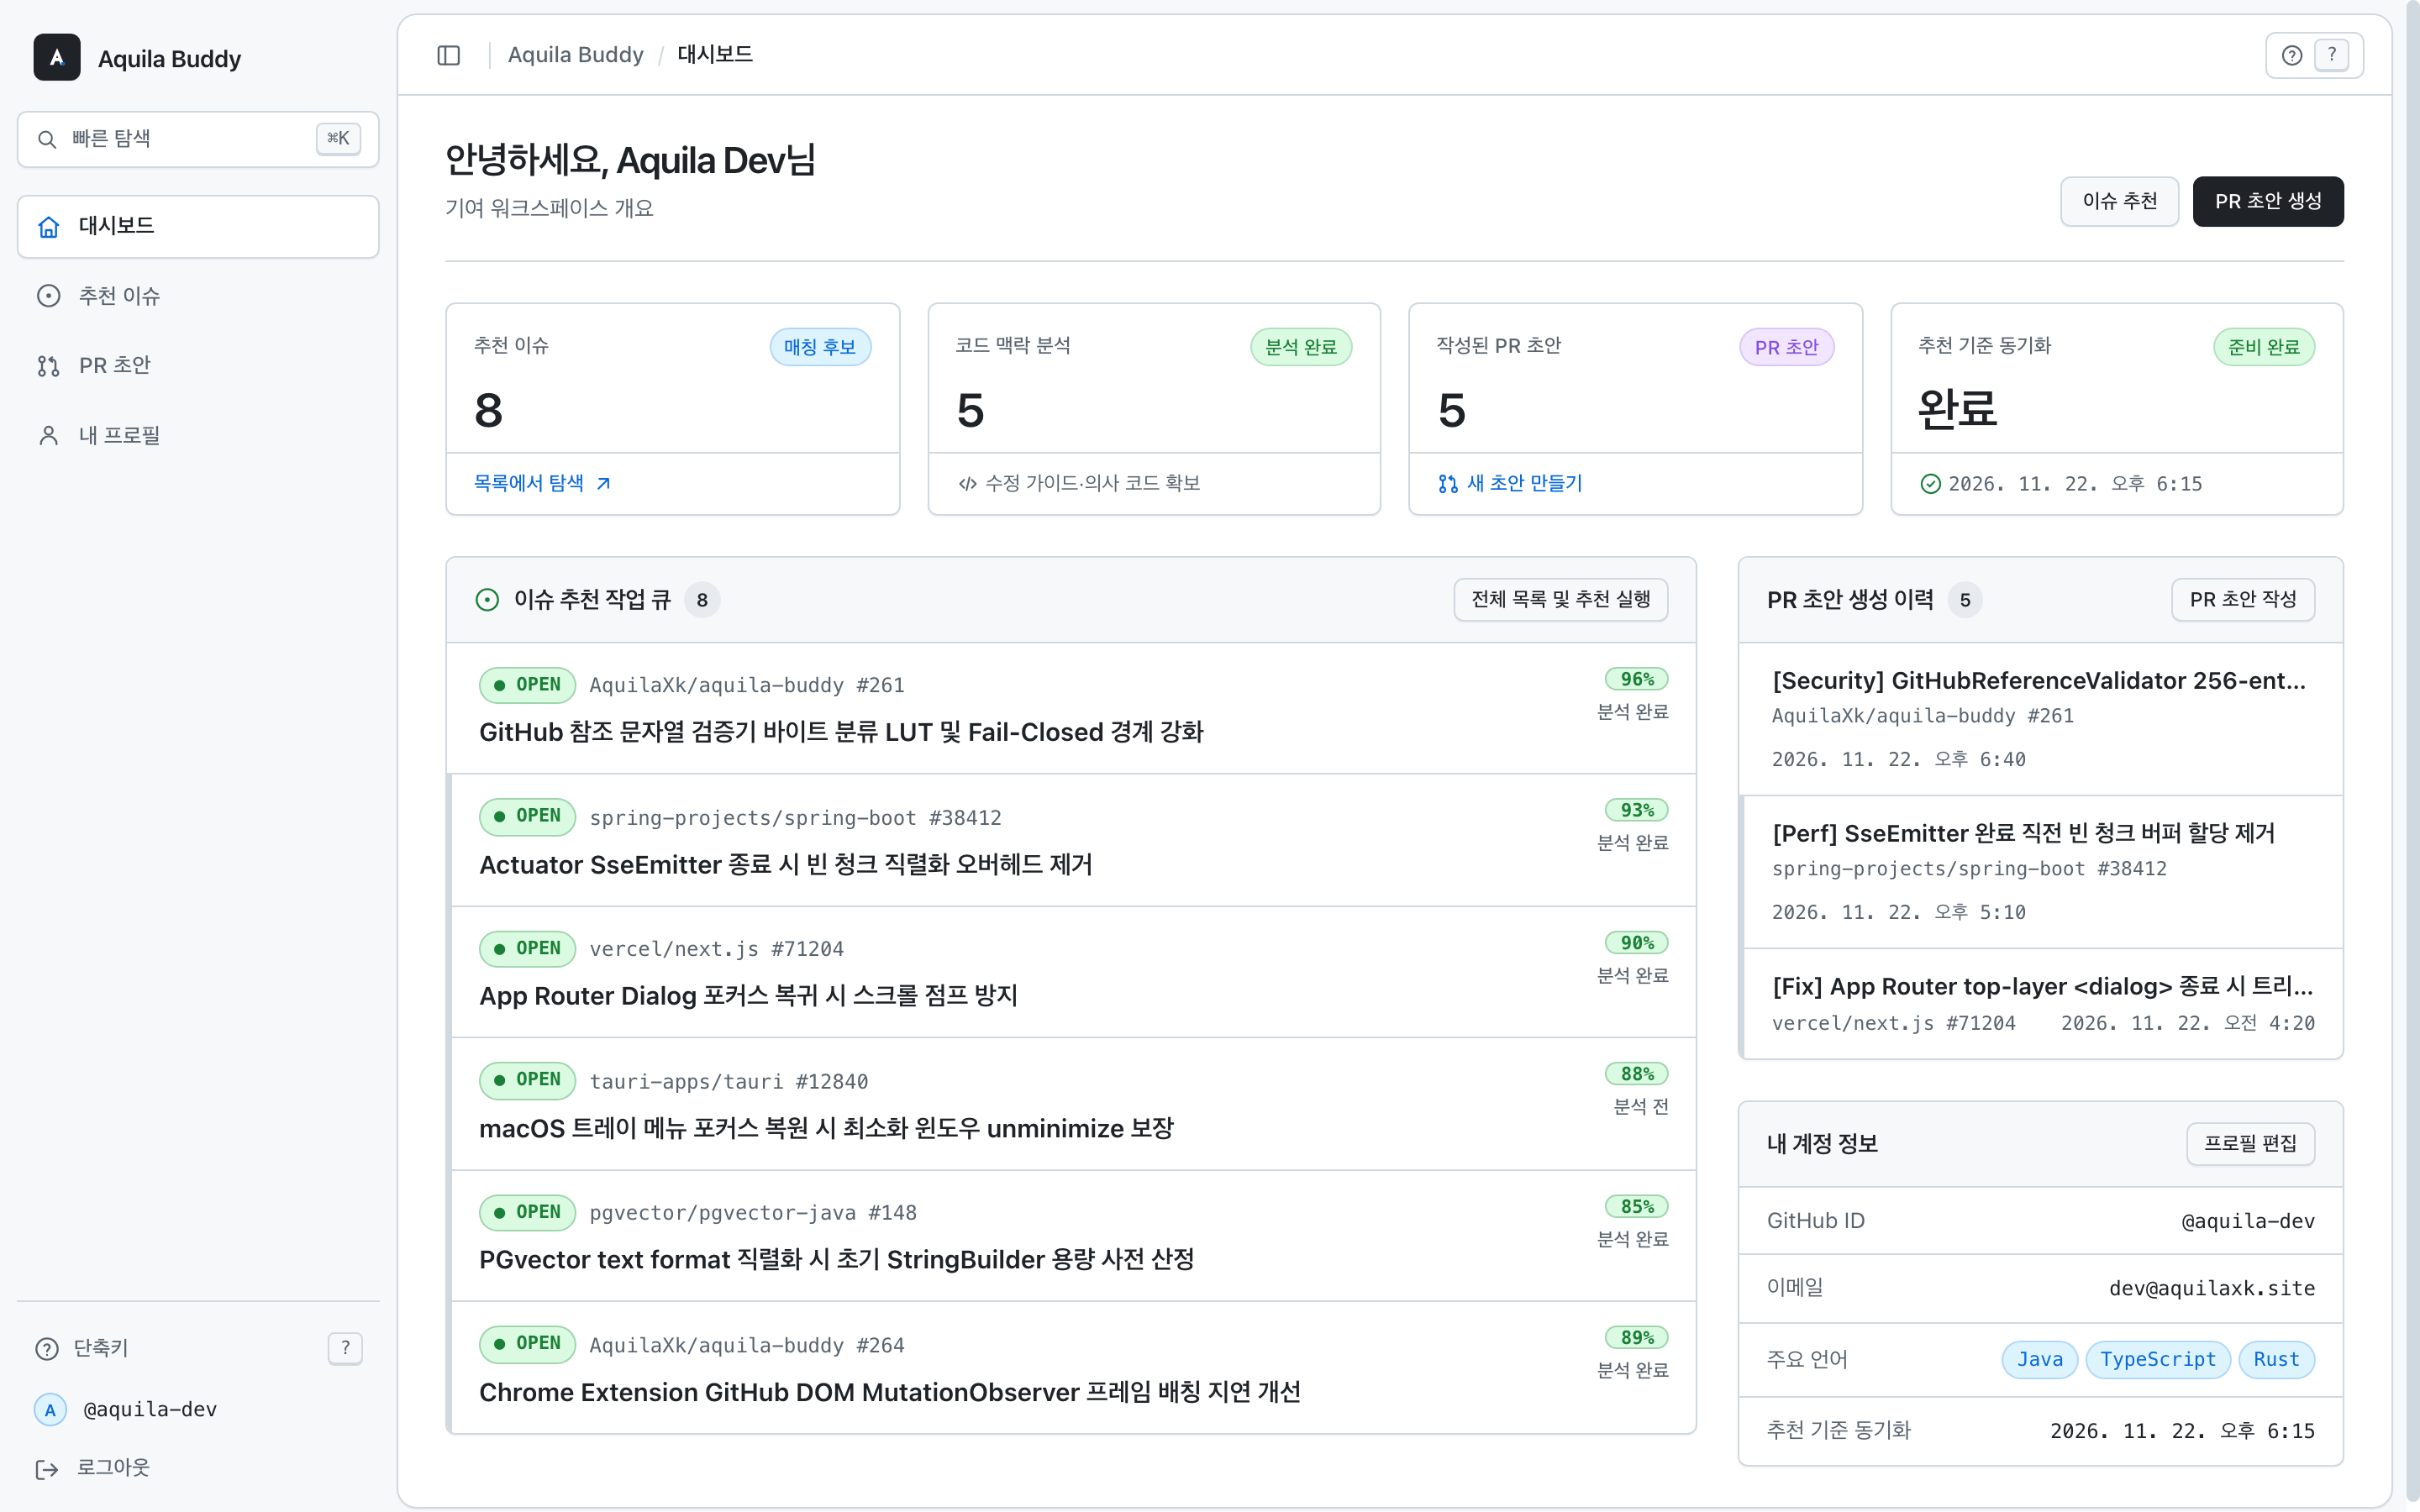 Aquila Buddy
빠른 탐색
⌘K
대시보드
추천 이슈
PR 초안
내 프로필
단축키
?
A
@aquila-dev
로그아웃
Aquila Buddy / 대시보드
?
안녕하세요, Aquila Dev님
기여 워크스페이스 개요
이슈 추천
PR 초안 생성
추천 이슈
매칭 후보
8
목록에서 탐색
코드 맥락 분석
분석 완료
5
수정 가이드·의사 코드 확보
작성된 PR 초안
PR 초안
5
새 초안 만들기
추천 기준 동기화
준비 완료
완료
2026. 11. 22. 오후 6:15
이슈 추천 작업 큐 8
전체 목록 및 추천 실행
OPEN AquilaXk/aquila-buddy #261
96%
분석 완료
GitHub 참조 문자열 검증기 바이트 분류 LUT 및 Fail-Closed 경계 강화
OPEN spring-projects/spring-boot #38412
93%
분석 완료
Actuator SseEmitter 종료 시 빈 청크 직렬화 오버헤드 제거
OPEN vercel/next.js #71204
90%
분석 완료
App Router Dialog 포커스 복귀 시 스크롤 점프 방지
OPEN tauri-apps/tauri #12840
88%
분석 전
macOS 트레이 메뉴 포커스 복원 시 최소화 윈도우 unminimize 보장
OPEN pgvector/pgvector-java #148
85%
분석 완료
PGvector text format 직렬화 시 초기 StringBuilder 용량 사전 산정
OPEN AquilaXk/aquila-buddy #264
89%
분석 완료
Chrome Extension GitHub DOM MutationObserver 프레임 배칭 지연 개선
PR 초안 생성 이력 5
PR 초안 작성
[Security] GitHubReferenceValidator 256-ent...
AquilaXk/aquila-buddy #261
2026. 11. 22. 오후 6:40
[Perf] SseEmitter 완료 직전 빈 청크 버퍼 할당 제거
spring-projects/spring-boot #38412
2026. 11. 22. 오후 5:10
[Fix] App Router top-layer <dialog> 종료 시 트리...
vercel/next.js #71204 2026. 11. 22. 오전 4:20
내 계정 정보
프로필 편집
GitHub ID @aquila-dev
이메일 dev@aquilaxk.site
주요 언어 Java TypeScript Rust
추천 기준 동기화 2026. 11. 22. 오후 6:15